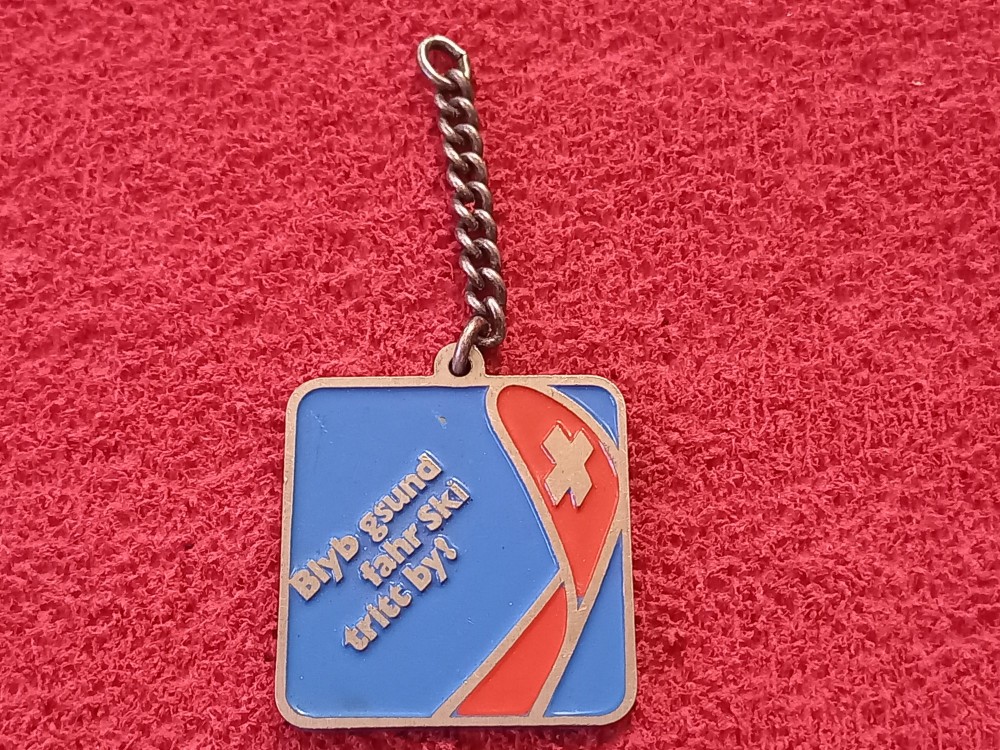 Blyb gsund
fahr Ski
tritt by!